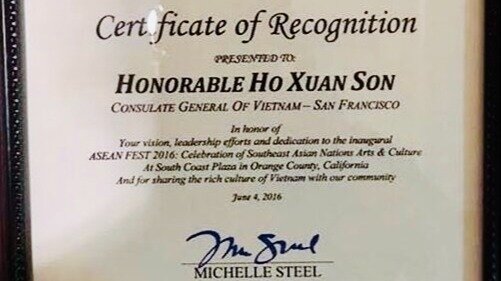 Certificate of Recognition
PRESENTED TO:
HONORABLE HO XUAN SON
CONSULATE GENERAL OF VIETNAM – SAN FRANCISCO
In honor of
Your vision, leadership efforts and dedication to the inaugural
ASEAN FEST 2016: Celebration of Southeast Asian Nations Arts & Culture
At South Coast Plaza in Orange County, California
And for sharing the rich culture of Vietnam with our community
June 4, 2016
MICHELLE STEEL